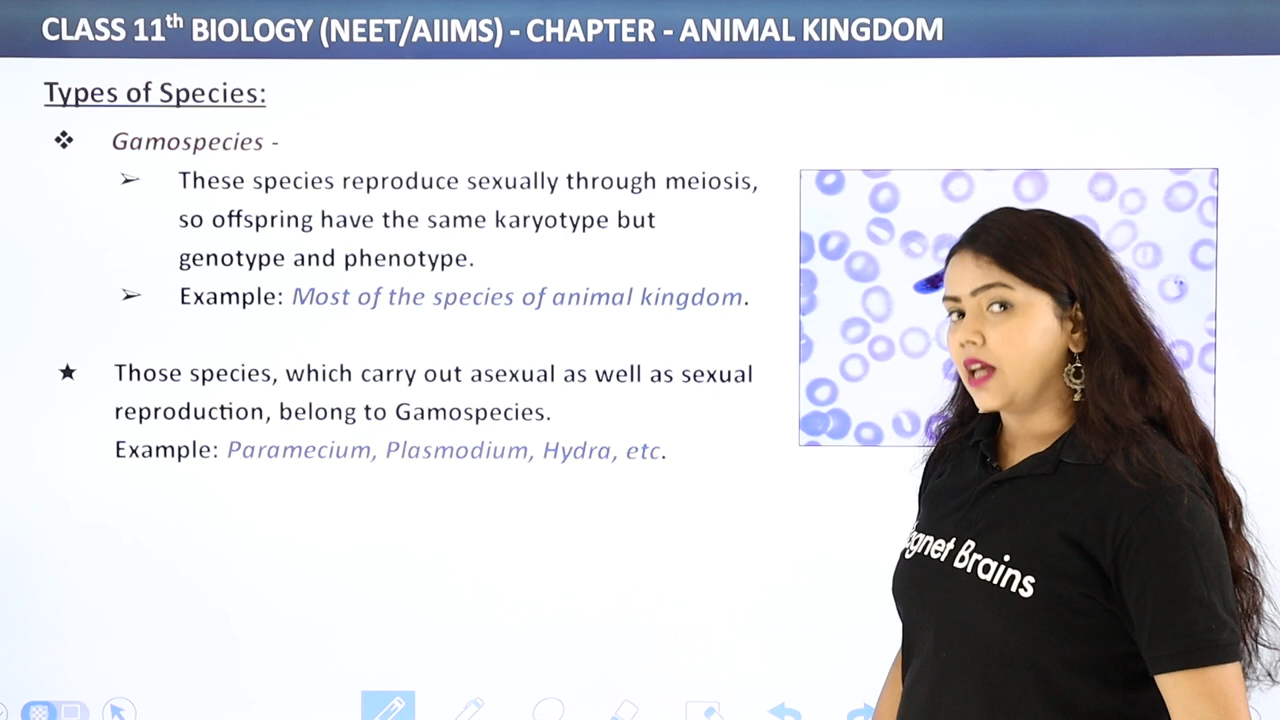 CLASS 11th BIOLOGY (NEET/AIIMS) - CHAPTER - ANIMAL KINGDOM
Types of Species:
❖ Gamospecies -
➢ These species reproduce sexually through meiosis,
so offspring have the same karyotype but
genotype and phenotype.
➢ Example: Most of the species of animal kingdom.
★ Those species, which carry out asexual as well as sexual
reproduction, belong to Gamospecies.
Example: Paramecium, Plasmodium, Hydra, etc.
gnet Brains